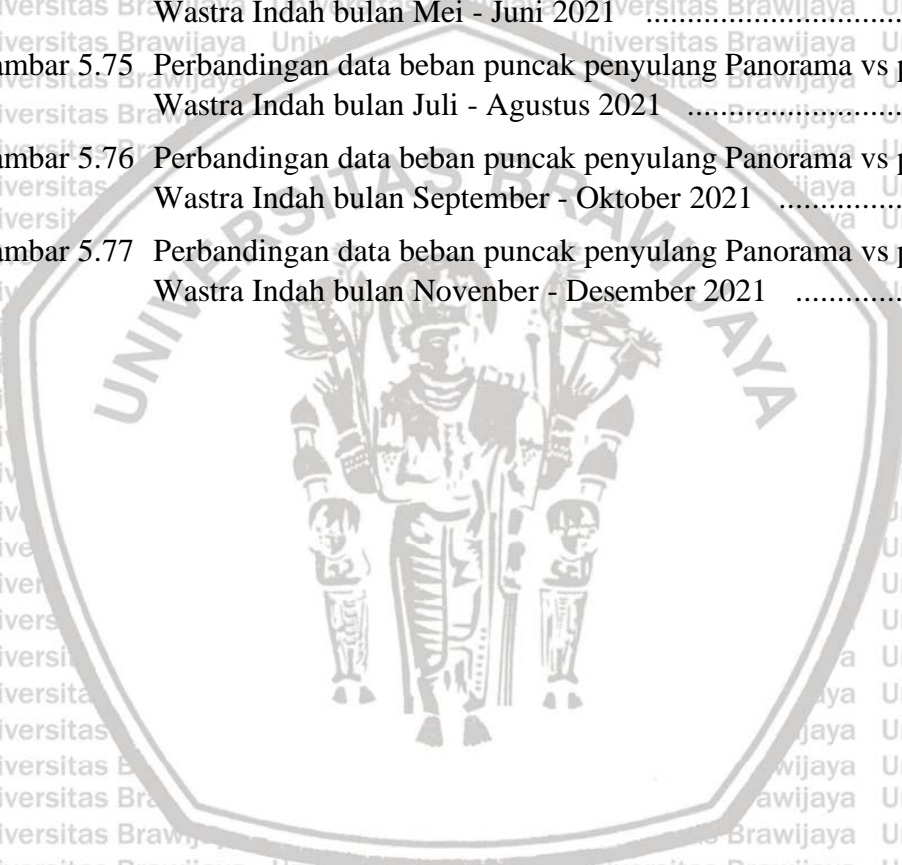 Wastra Indah bulan Mei - Juni 2021 ..............................
ambar 5.75 Perbandingan data beban puncak penyulang Panorama vs p
Wastra Indah bulan Juli - Agustus 2021 .........................
ambar 5.76 Perbandingan data beban puncak penyulang Panorama vs p
Wastra Indah bulan September - Oktober 2021 ..............
ambar 5.77 Perbandingan data beban puncak penyulang Panorama vs p
Wastra Indah bulan Novenber - Desember 2021 .............
UNIVERSITAS BRAWIJAYA